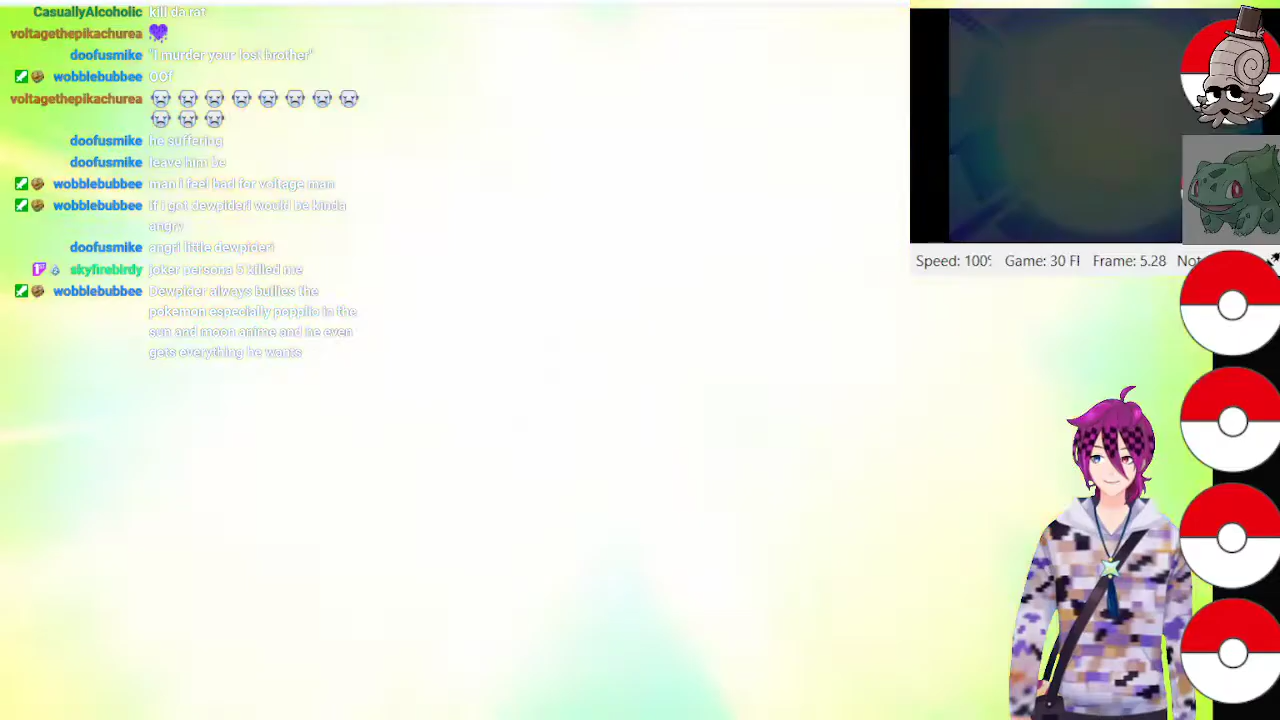 CasuallyAlcoholic kill da rat
voltagethepikachurea
doofusmike "i murder your lost brother"
wobblebubbee OOf
voltagethepikachurea
doofusmike he suffering
doofusmike leave him be
wobblebubbee man i feel bad for voltage man
wobblebubbee if i got dewpider i would be kinda
angry
doofusmike angri little dewpideri
skyfirebirdy joker persona 5 killed me
wobblebubbee Dewpider always bullies the
pokemon especially popplio in the
sun and moon anime and he even
gets everything he wants
Speed: 100% Game: 30 FI Frame: 5.28 Not